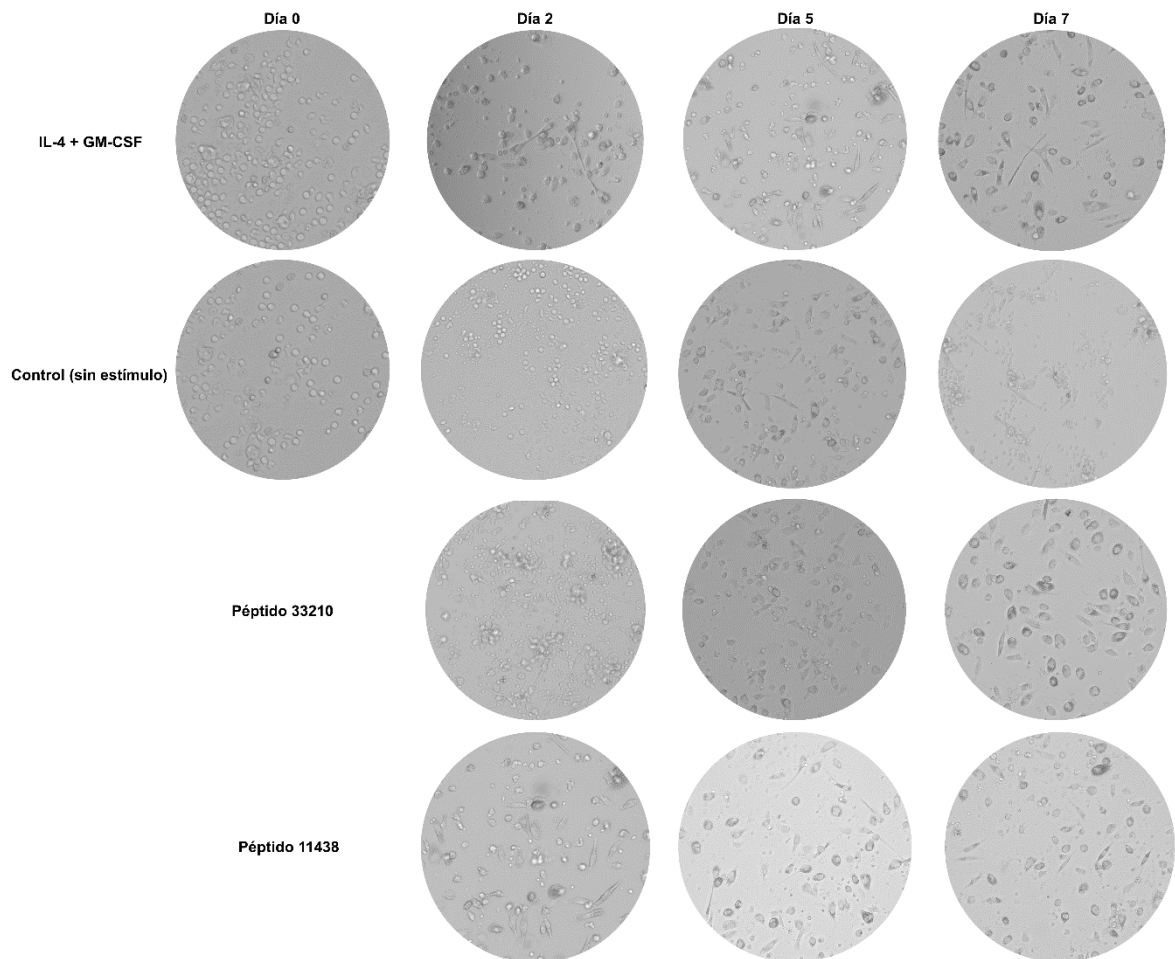 Día 0
Día 2
Día 5
Día 7
IL-4 + GM-CSF
Control (sin estímulo)
Péptido 33210
Péptido 11438